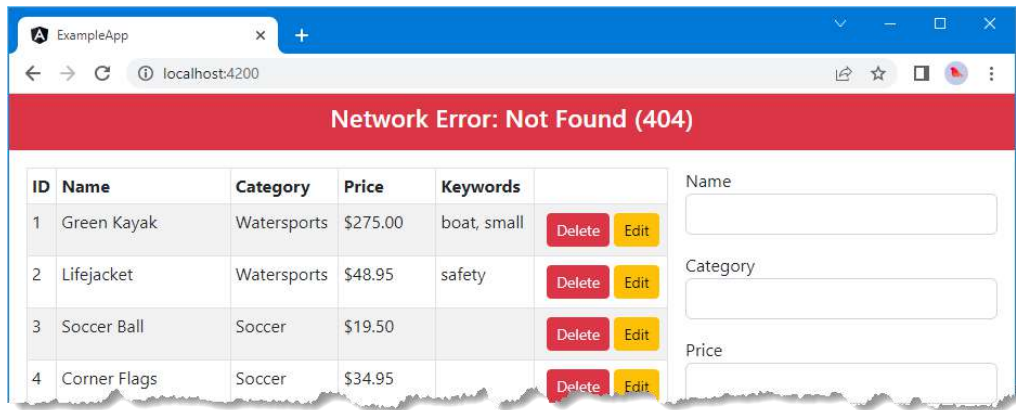 ExampleApp
localhost:4200
Network Error: Not Found (404)
ID Name Category Price Keywords
1 Green Kayak Watersports $275.00 boat, small Delete Edit
2 Lifejacket Watersports $48.95 safety Delete Edit
3 Soccer Ball Soccer $19.50 Delete Edit
4 Corner Flags Soccer $34.95 Delete Edit
Name
Category
Price